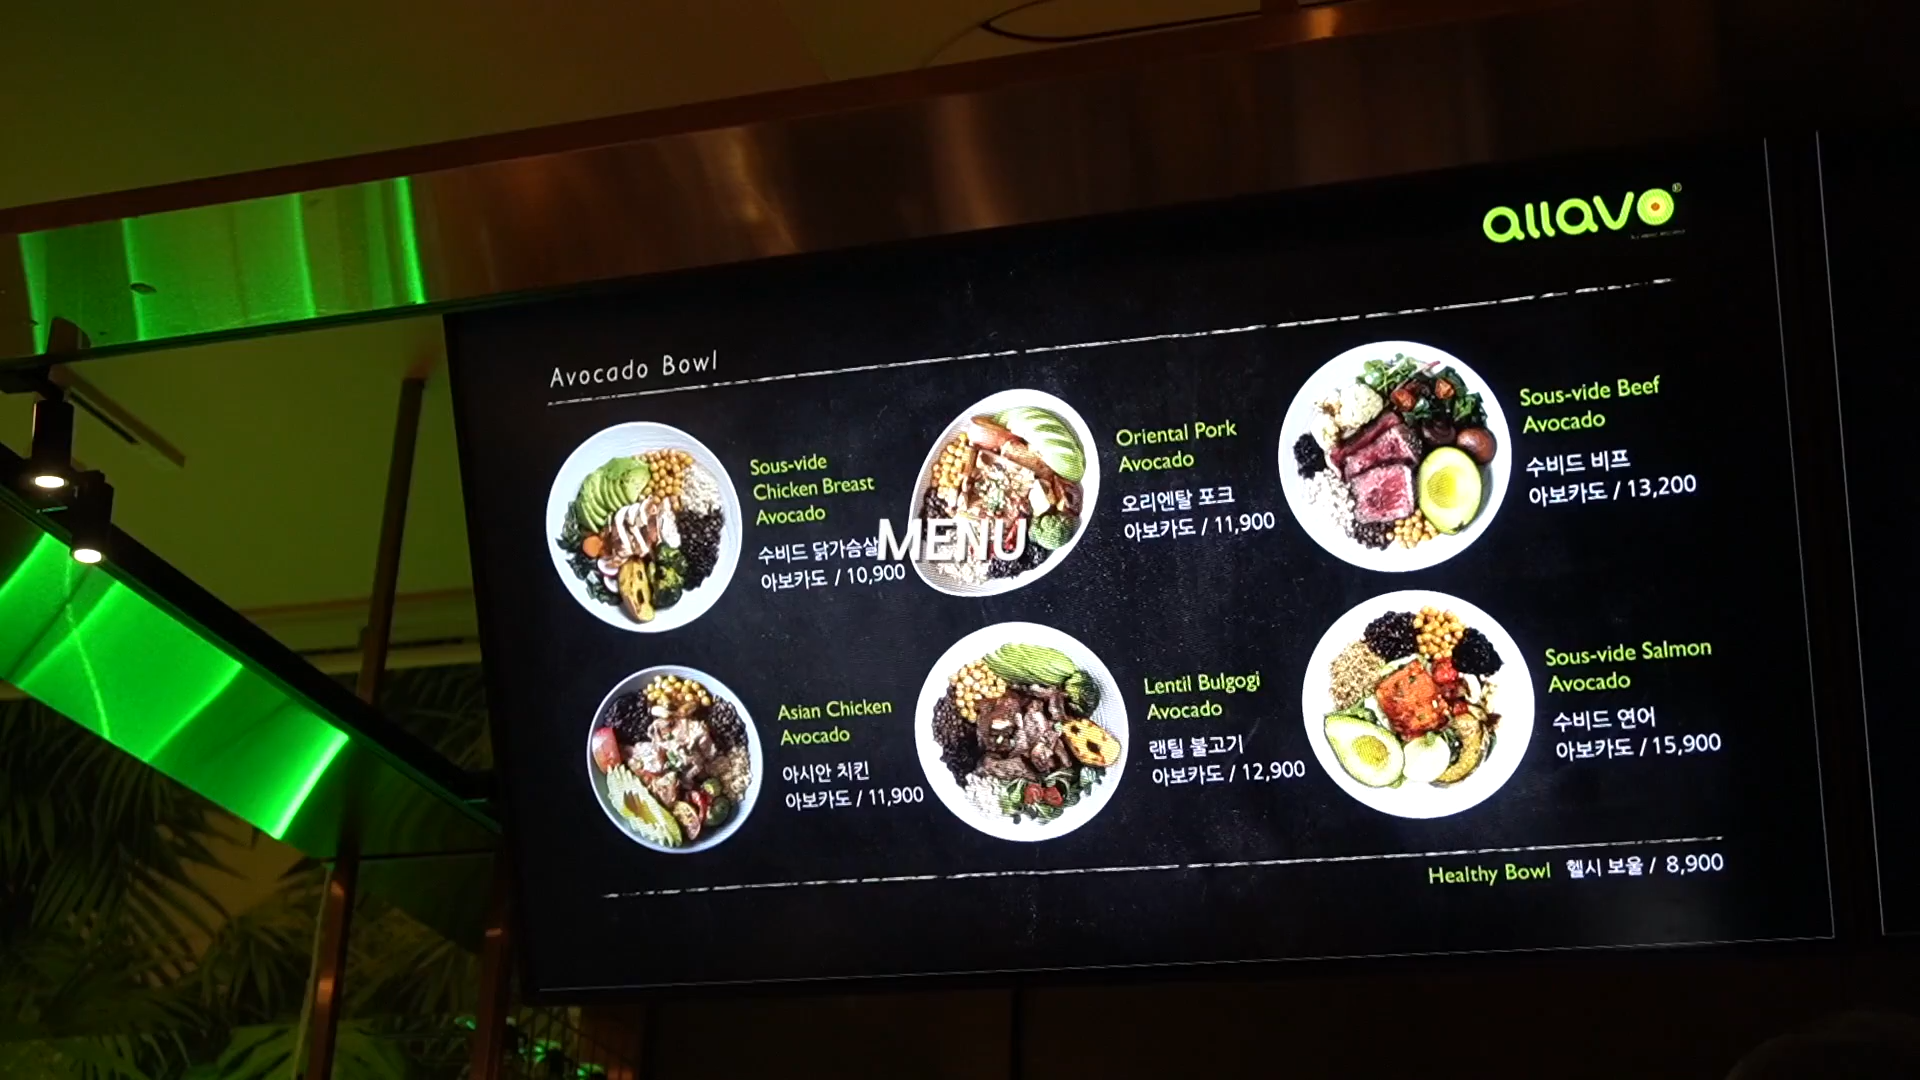 allavo®
Avocado Bowl
Sous-vide
Chicken Breast
Avocado
수비드 닭가슴살
아보카도 / 10,900
MENU
Oriental Pork
Avocado
오리엔탈 포크
아보카도 / 11,900
Sous-vide Beef
Avocado
수비드 비프
아보카도 / 13,200
Asian Chicken
Avocado
아시안 치킨
아보카도 / 11,900
Lentil Bulgogi
Avocado
랜틸 불고기
아보카도 / 12,900
Sous-vide Salmon
Avocado
수비드 연어
아보카도 / 15,900
Healthy Bowl 헬시 보울 / 8,900